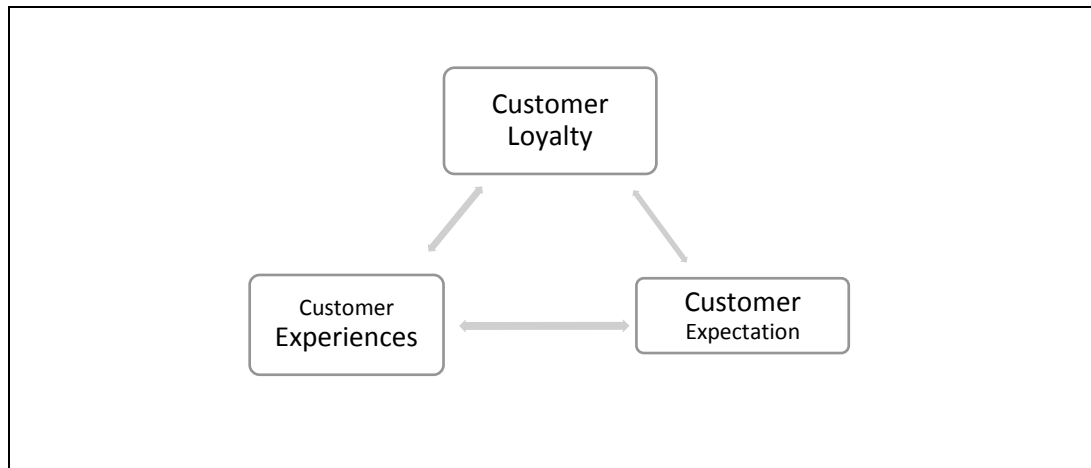 Customer
Loyalty
Customer
Experiences
Customer
Expectation